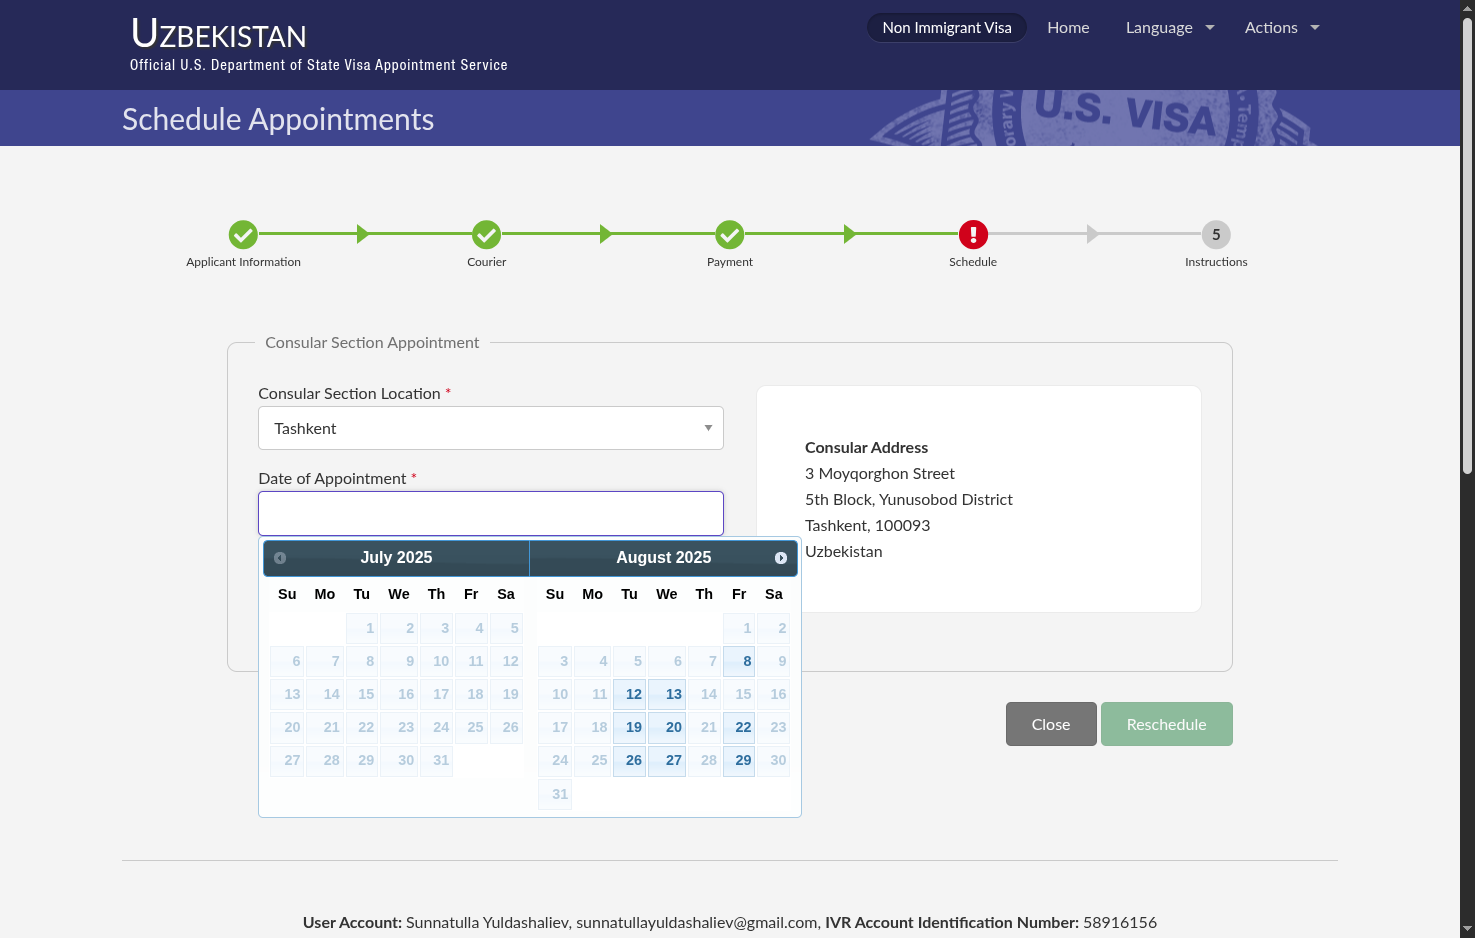 UZBEKISTAN
Official U.S. Department of State Visa Appointment Service
Non Immigrant Visa
Home
Language
Actions
Schedule Appointments
U.S. VISA
Applicant Information
Courier
Payment
Schedule
5
Instructions
Consular Section Appointment
Consular Section Location *
Tashkent
Date of Appointment *
Consular Address
3 Moyqorghon Street
5th Block, Yunusobod District
Tashkent, 100093
Uzbekistan
July 2025
Su Mo Tu We Th Fr Sa
1 2 3 4 5
6 7 8 9 10 11 12
13 14 15 16 17 18 19
20 21 22 23 24 25 26
27 28 29 30 31
August 2025
Su Mo Tu We Th Fr Sa
1 2
3 4 5 6 7 8 9
10 11 12 13 14 15 16
17 18 19 20 21 22 23
24 25 26 27 28 29 30
31
Close
Reschedule
User Account: Sunnatulla Yuldashaliev, sunnatullayuldashaliev@gmail.com, IVR Account Identification Number: 58916156